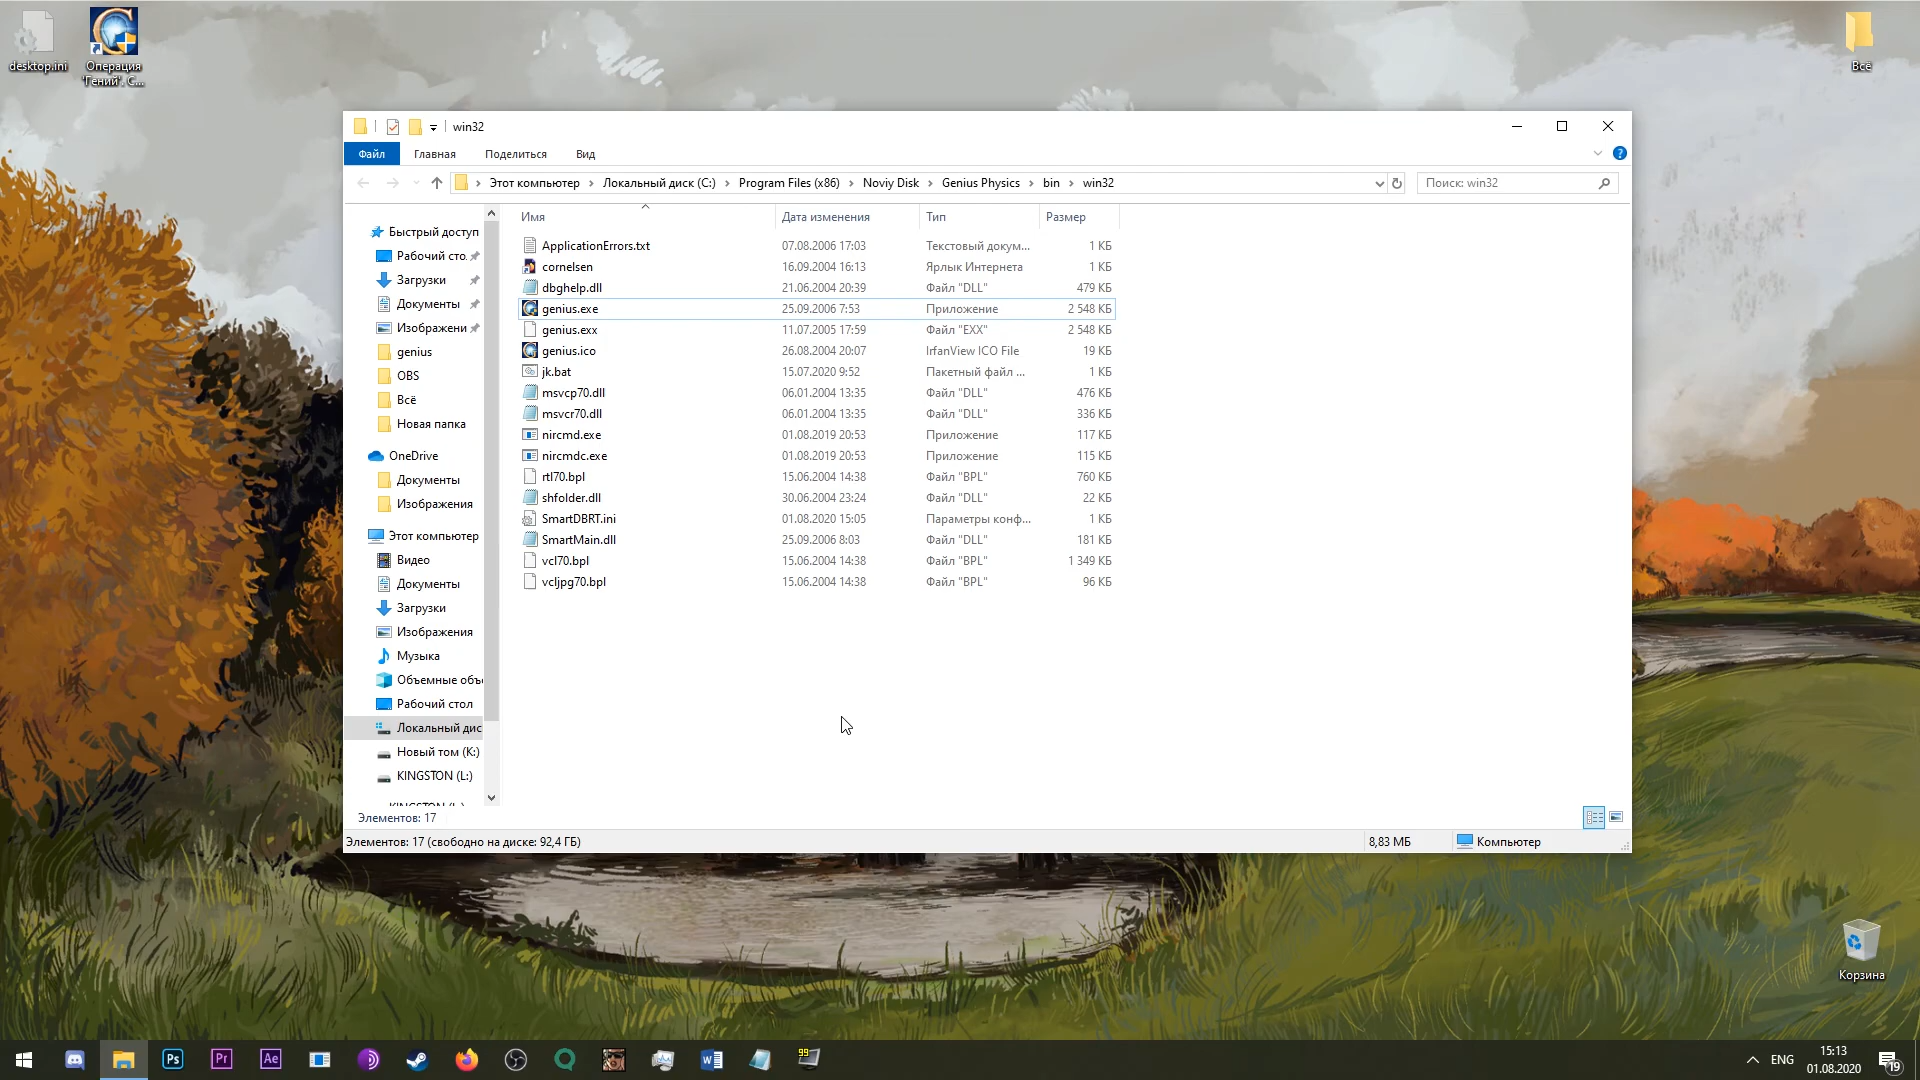 desktop.ini
Операция
'Гений'. С...
Всё
win32
Файл
Главная
Поделиться
Вид
Этот компьютер
Локальный диск (C:)
Program Files (x86)
Noviy Disk
Genius Physics
bin
win32
Поиск: win32
Быстрый доступ
Рабочий сто
Загрузки
Документы
Изображени
genius
OBS
Всё
Новая папка
OneDrive
Документы
Изображения
Этот компьютер
Видео
Документы
Загрузки
Изображения
Музыка
Объемные объ
Рабочий стол
Локальный дис
Новый том (K:)
KINGSTON (L:)
Имя Дата изменения Тип Размер
ApplicationErrors.txt 07.08.2006 17:03 Текстовый докум... 1 КБ
cornelsen 16.09.2004 16:13 Ярлык Интернета 1 КБ
dbghelp.dll 21.06.2004 20:39 Файл "DLL" 479 КБ
genius.exe 25.09.2006 7:53 Приложение 2 548 КБ
genius.exx 11.07.2005 17:59 Файл "EXX" 2 548 КБ
genius.ico 26.08.2004 20:07 IrfanView ICO File 19 КБ
jk.bat 15.07.2020 9:52 Пакетный файл ... 1 КБ
msvcp70.dll 06.01.2004 13:35 Файл "DLL" 476 КБ
msvcr70.dll 06.01.2004 13:35 Файл "DLL" 336 КБ
nircmd.exe 01.08.2019 20:53 Приложение 117 КБ
nircmdc.exe 01.08.2019 20:53 Приложение 115 КБ
rtl70.bpl 15.06.2004 14:38 Файл "BPL" 760 КБ
shfolder.dll 30.06.2004 23:24 Файл "DLL" 22 КБ
SmartDBRT.ini 01.08.2020 15:05 Параметры конф... 1 КБ
SmartMain.dll 25.09.2006 8:03 Файл "DLL" 181 КБ
vcl70.bpl 15.06.2004 14:38 Файл "BPL" 1 349 КБ
vcljpg70.bpl 15.06.2004 14:38 Файл "BPL" 96 КБ
Элементов: 17
Элементов: 17 (свободно на диске: 92,4 ГБ)
8,83 МБ
Компьютер
Корзина
Ps
Pr
Ae
99
ENG
15:13
01.08.2020
19